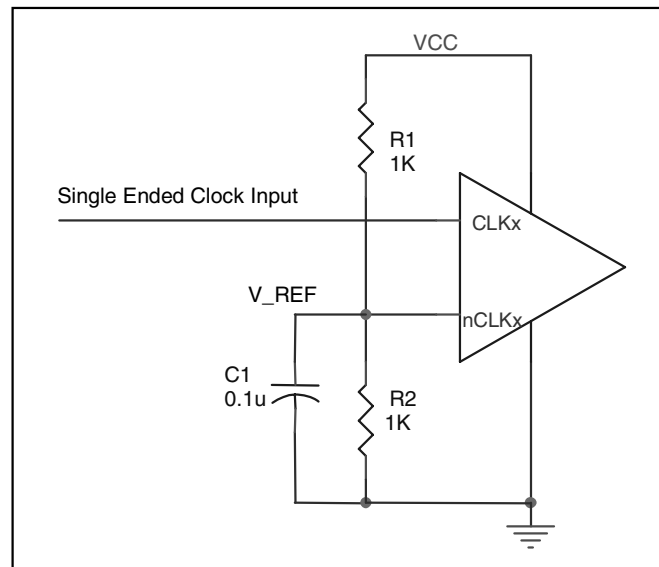 VCC
R1
1K
Single Ended Clock Input
CLKx
V_REF
nCLKx
C1
0.1u
R2
1K